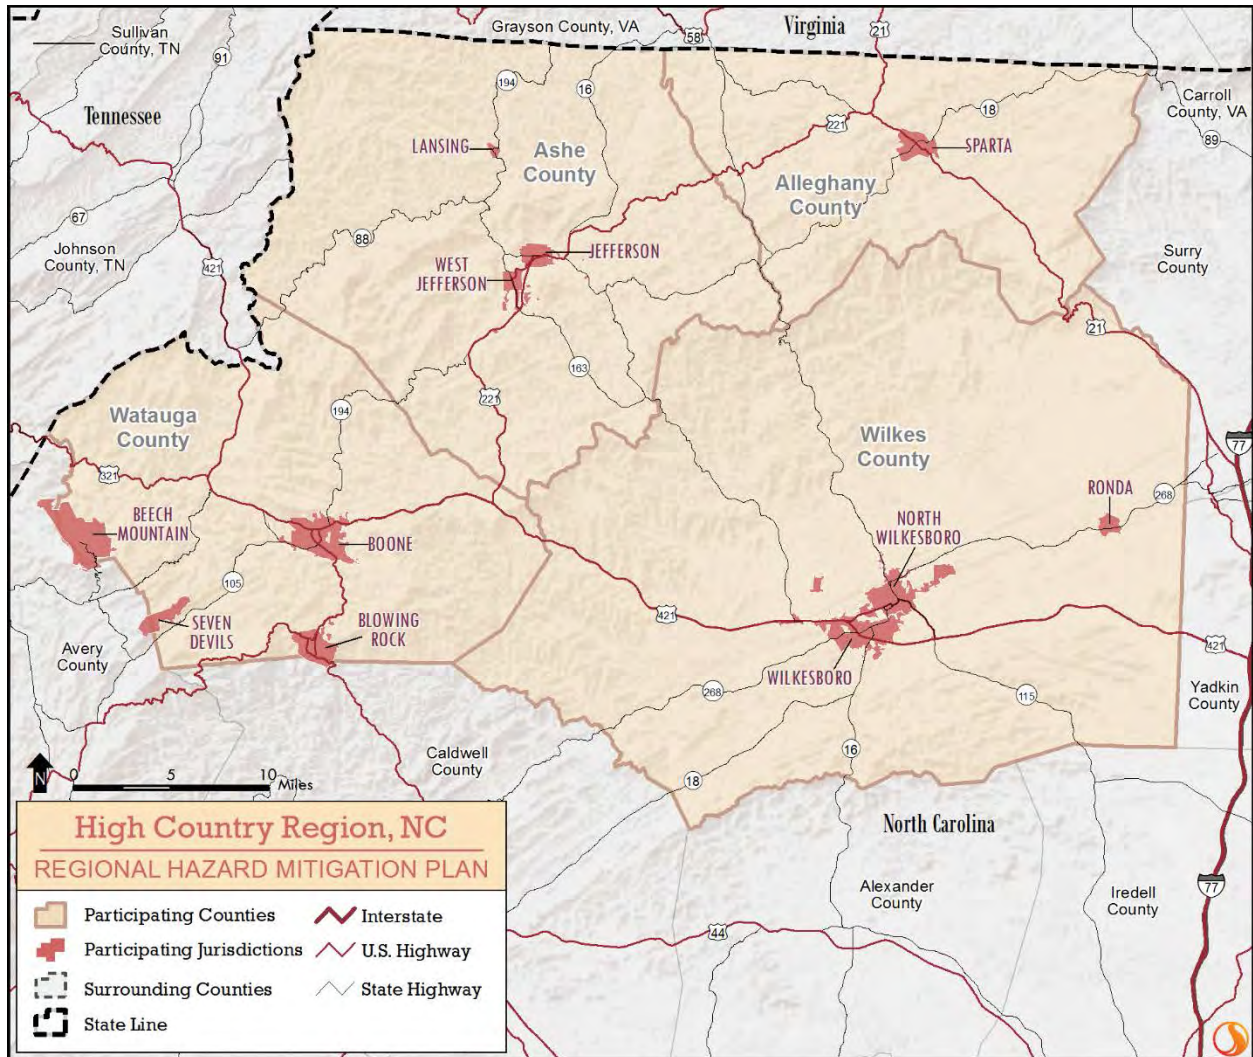 Sullivan
County, TN
Grayson County, VA
Virginia
58
21
91
194
16
18
Carroll
County, VA
Tennessee
221
LANSING
Ashe
County
SPARTA
89
Alleghany
County
67
88
JEFFERSON
Johnson
County, TN
421
WEST
JEFFERSON
Surry
County
21
163
221
194
Watauga
County
Wilkes
County
77
321
RONDA
268
BEECH
MOUNTAIN
BOONE
NORTH
WILKESBORO
105
SEVEN
DEVILS
BLOWING
ROCK
421
421
Avery
County
WILKESBORO
268
115
Yadkin
County
16
Caldwell
County
18
N
0 5 10
Miles
North Carolina
High Country Region, NC
REGIONAL HAZARD MITIGATION PLAN
Participating Counties
Interstate
Participating Jurisdictions
U.S. Highway
Surrounding Counties
State Highway
State Line
44
Alexander
County
Iredell
County
77